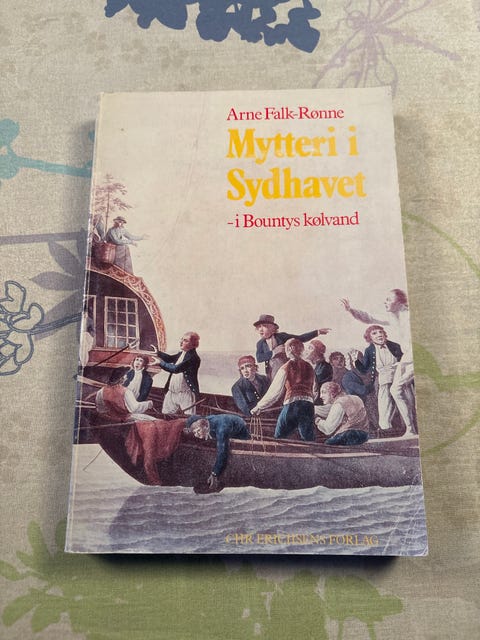 Arne Falk-Rønne
Mytteri i
Sydhavet
- i Bountys kølvand
CHR. ERICHSENS FORLAG